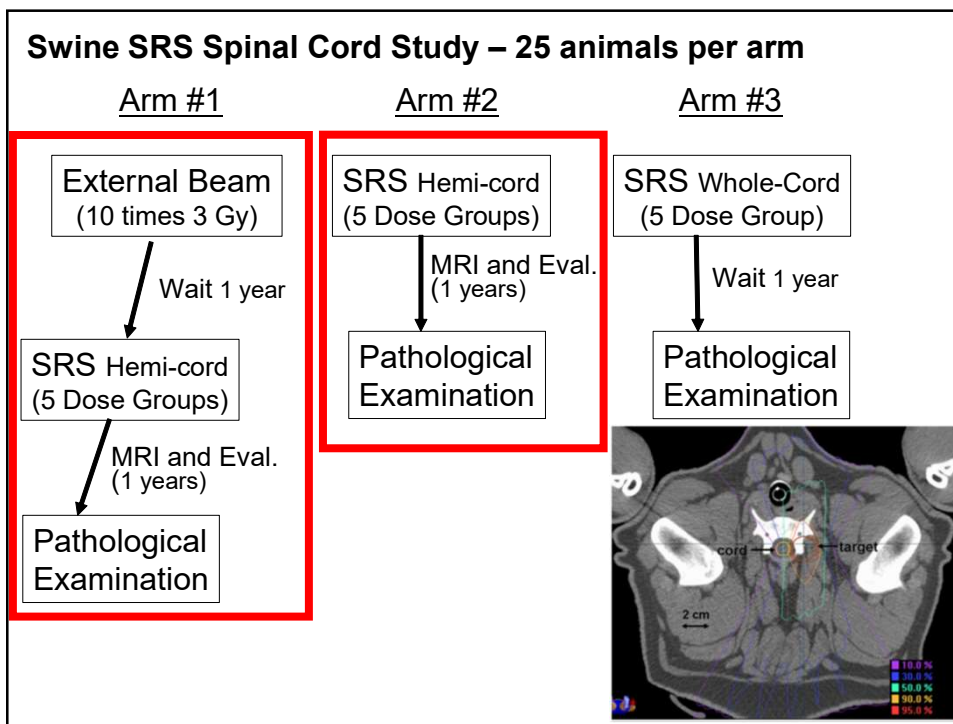 Swine SRS Spinal Cord Study – 25 animals per arm
Arm #1
External Beam
(10 times 3 Gy)
Wait 1 year
SRS Hemi-cord
(5 Dose Groups)
MRI and Eval.
(1 years)
Pathological
Examination
Arm #2
SRS Hemi-cord
(5 Dose Groups)
MRI and Eval.
(1 years)
Pathological
Examination
Arm #3
SRS Whole-Cord
(5 Dose Group)
Wait 1 year
Pathological
Examination
cord
target
2 cm
10.0 %
30.0 %
50.0 %
90.0 %
95.0 %